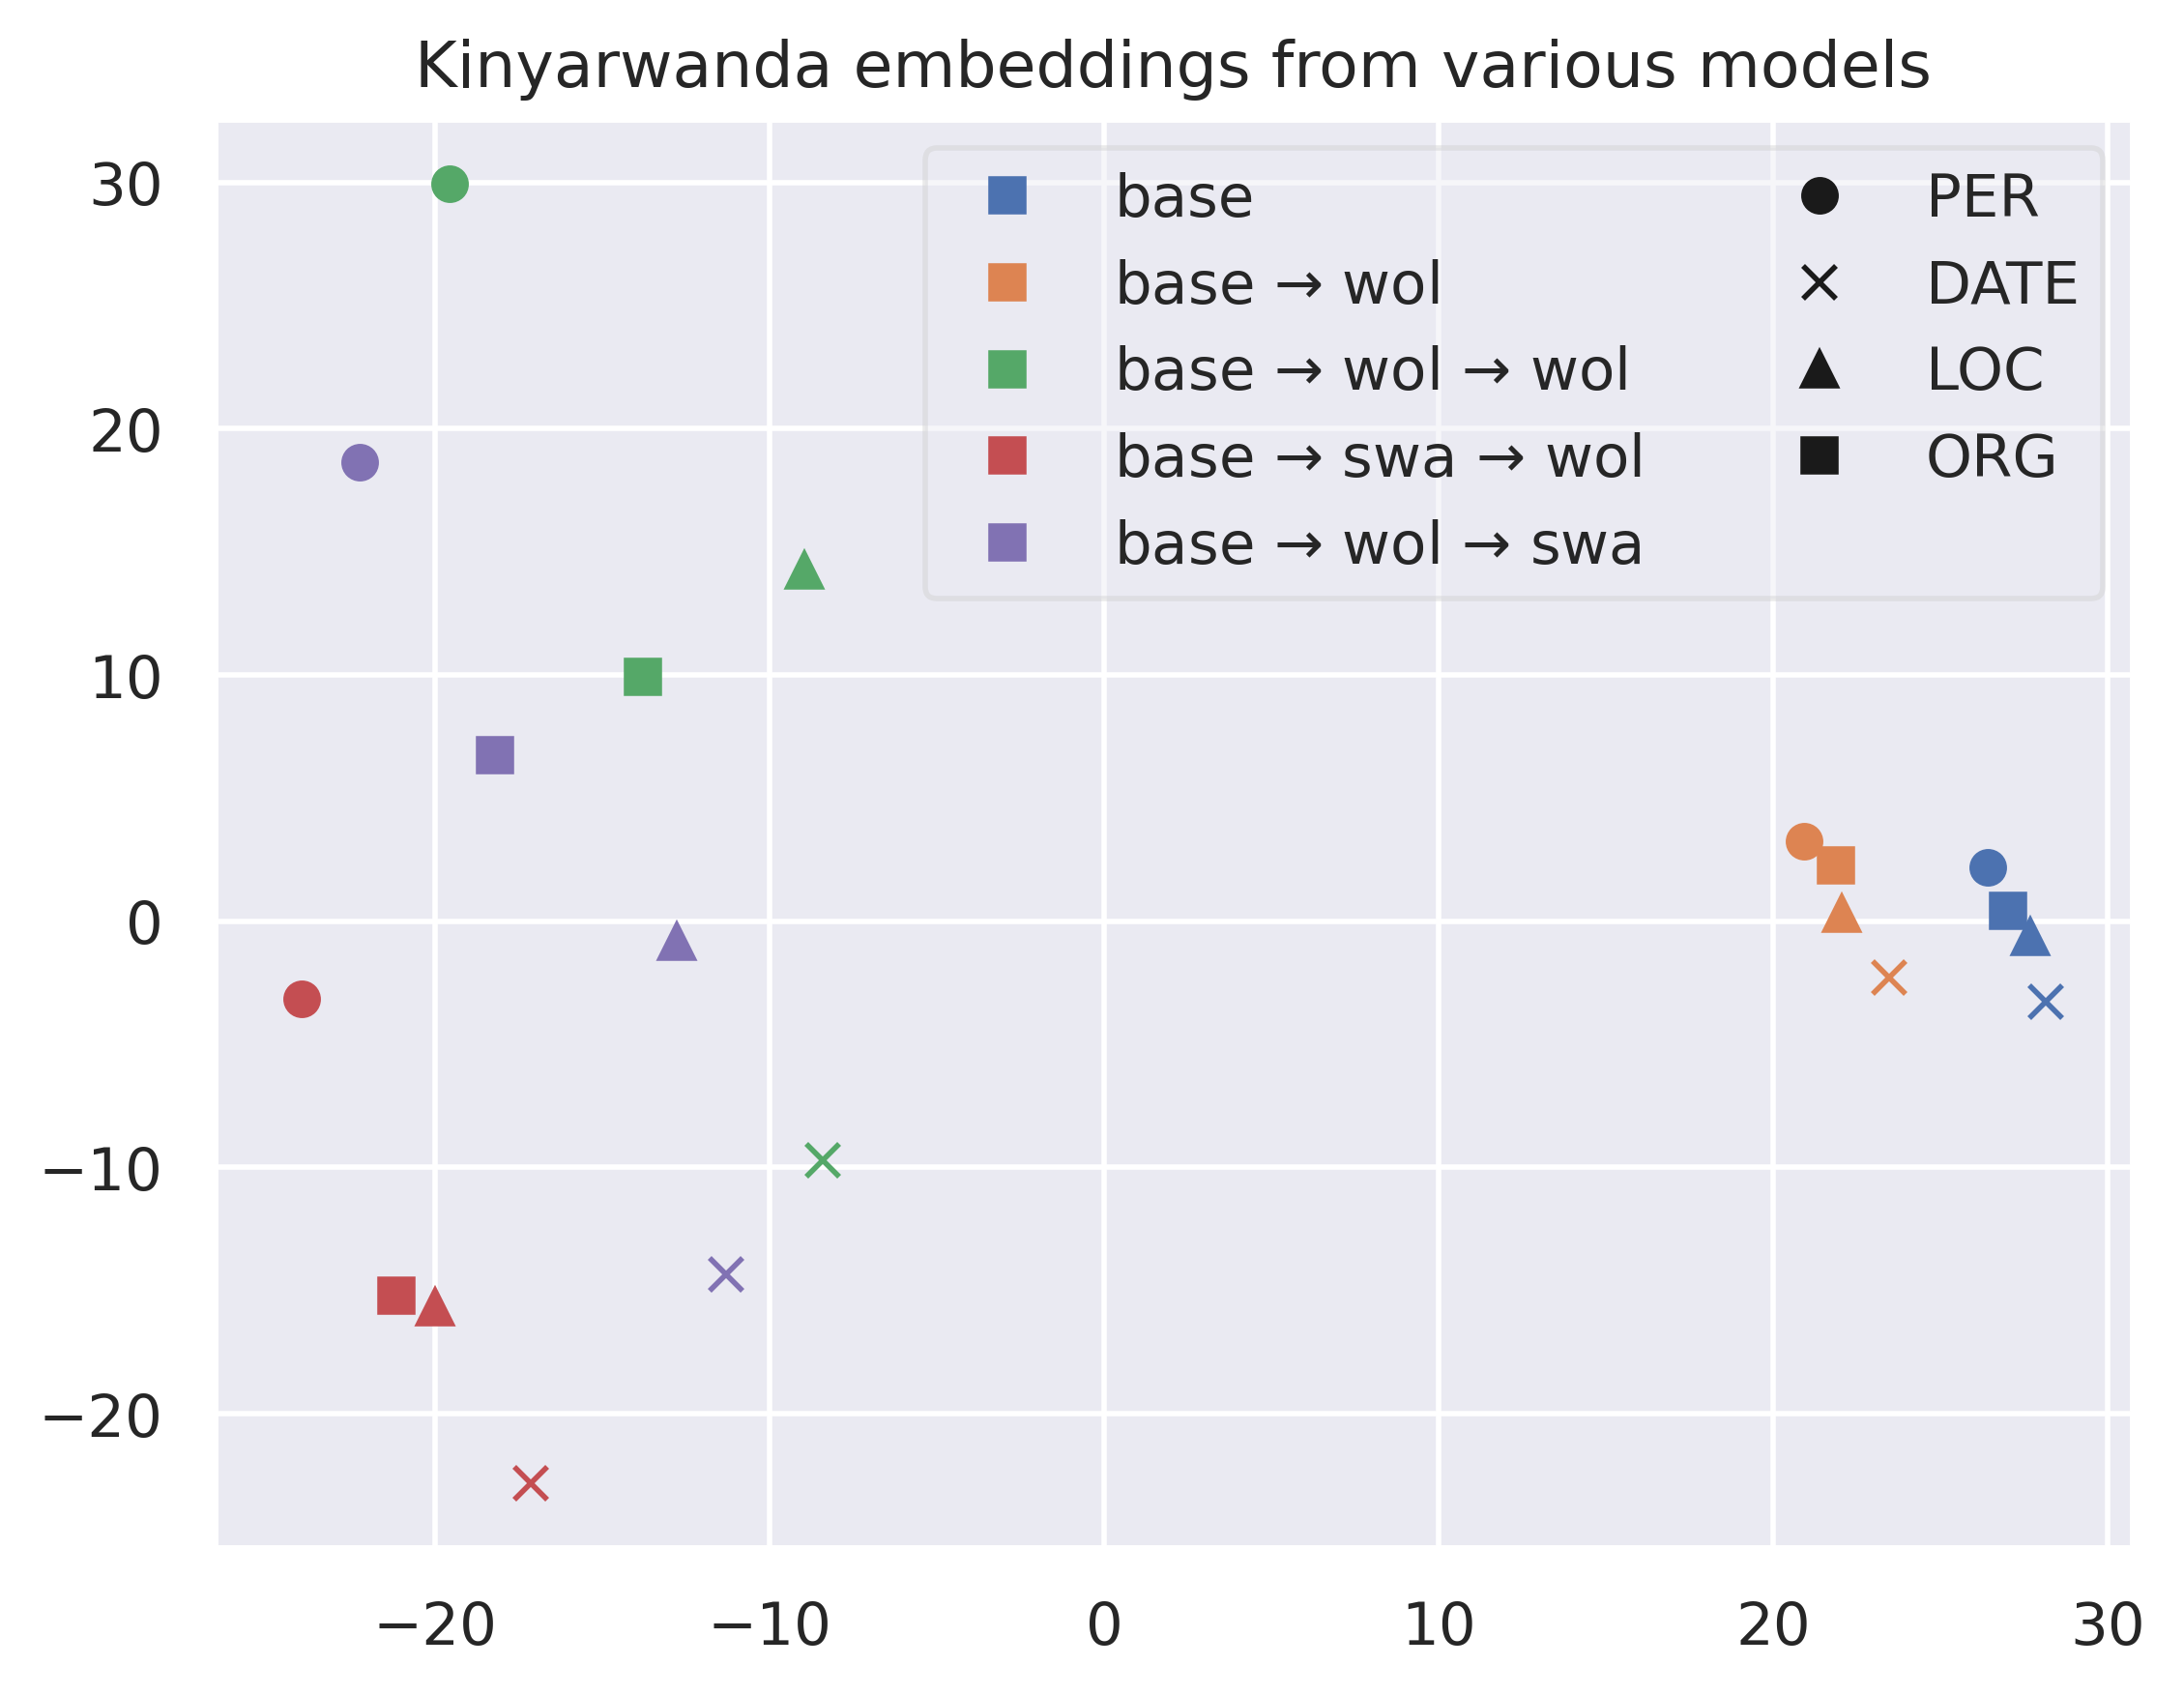 Kinyarwanda embeddings from various models
30
20
10
0
−10
−20
base
base → wol
base → wol → wol
base → swa → wol
base → wol → swa
PER
DATE
LOC
ORG
−20
−10
0
10
20
30